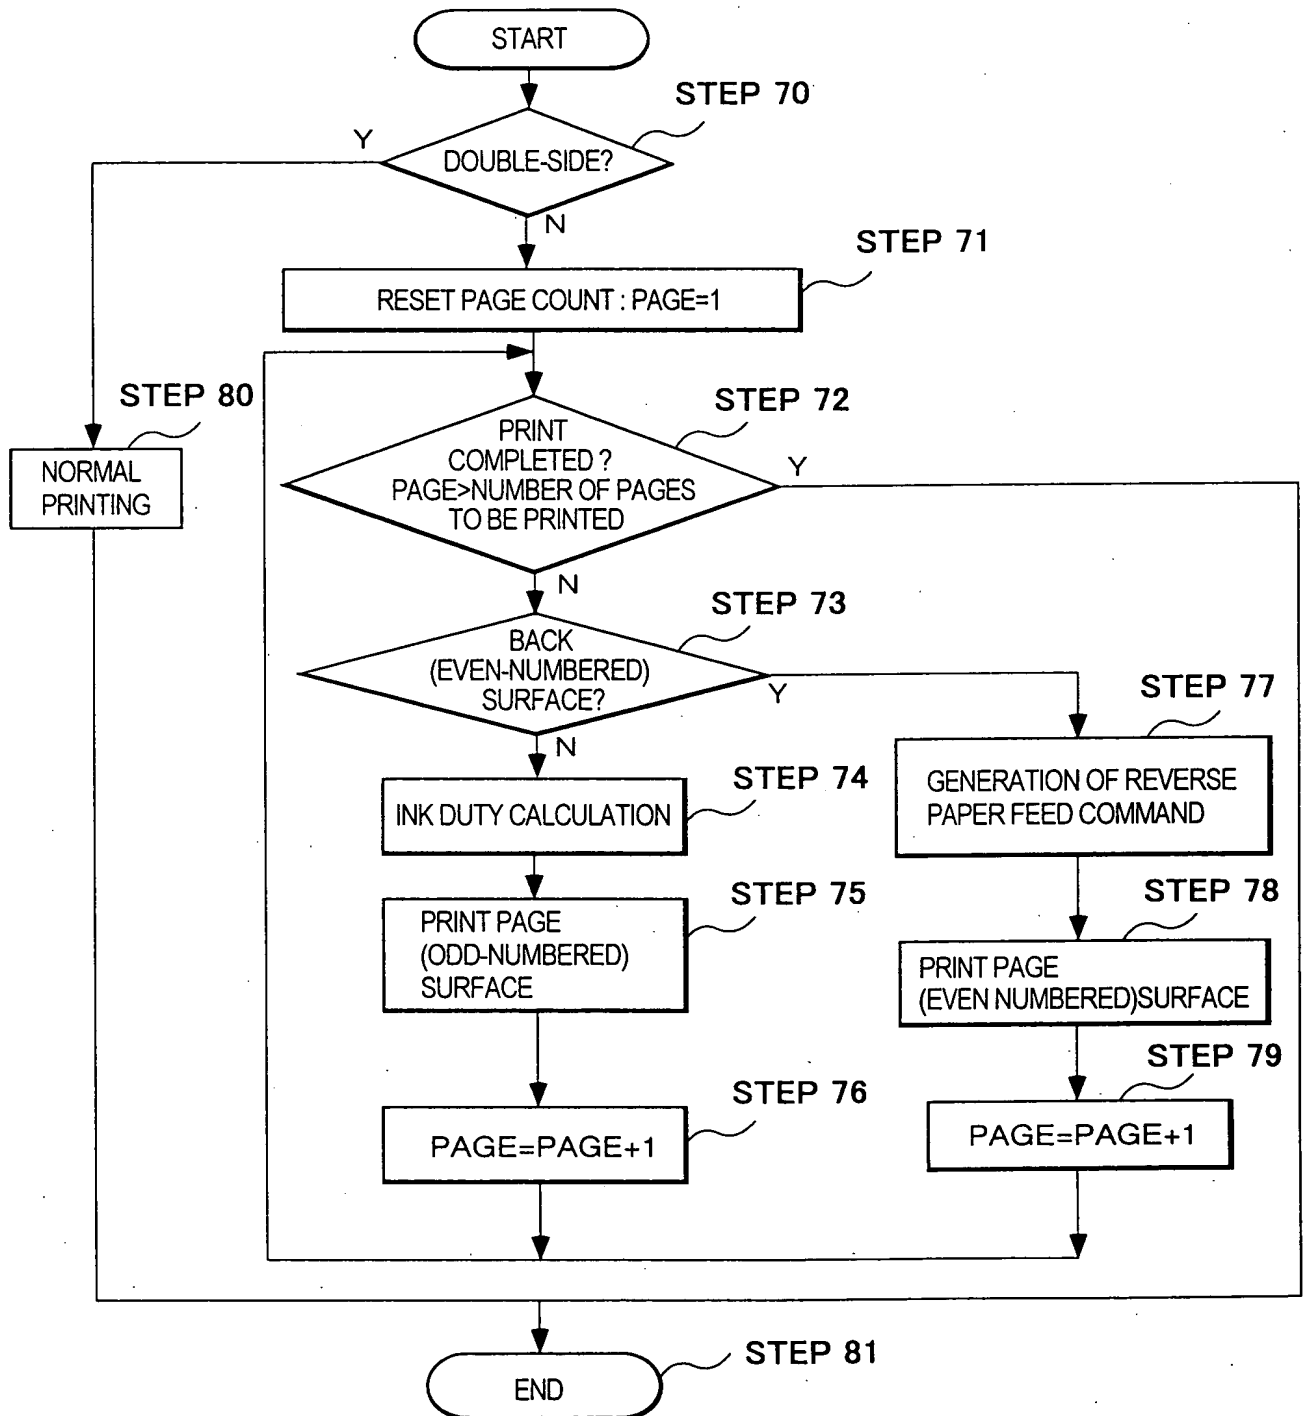 START
STEP 70
Y
DOUBLE-SIDE?
N
STEP 71
RESET PAGE COUNT : PAGE=1
STEP 80
NORMAL
PRINTING
STEP 72
PRINT
COMPLETED ?
PAGE>NUMBER OF PAGES
TO BE PRINTED
Y
N
STEP 73
BACK
(EVEN-NUMBERED)
SURFACE?
Y
N
STEP 77
GENERATION OF REVERSE
PAPER FEED COMMAND
STEP 74
INK DUTY CALCULATION
STEP 75
PRINT PAGE
(ODD-NUMBERED)
SURFACE
STEP 78
PRINT PAGE
(EVEN NUMBERED)SURFACE
STEP 76
PAGE=PAGE+1
STEP 79
PAGE=PAGE+1
STEP 81
END